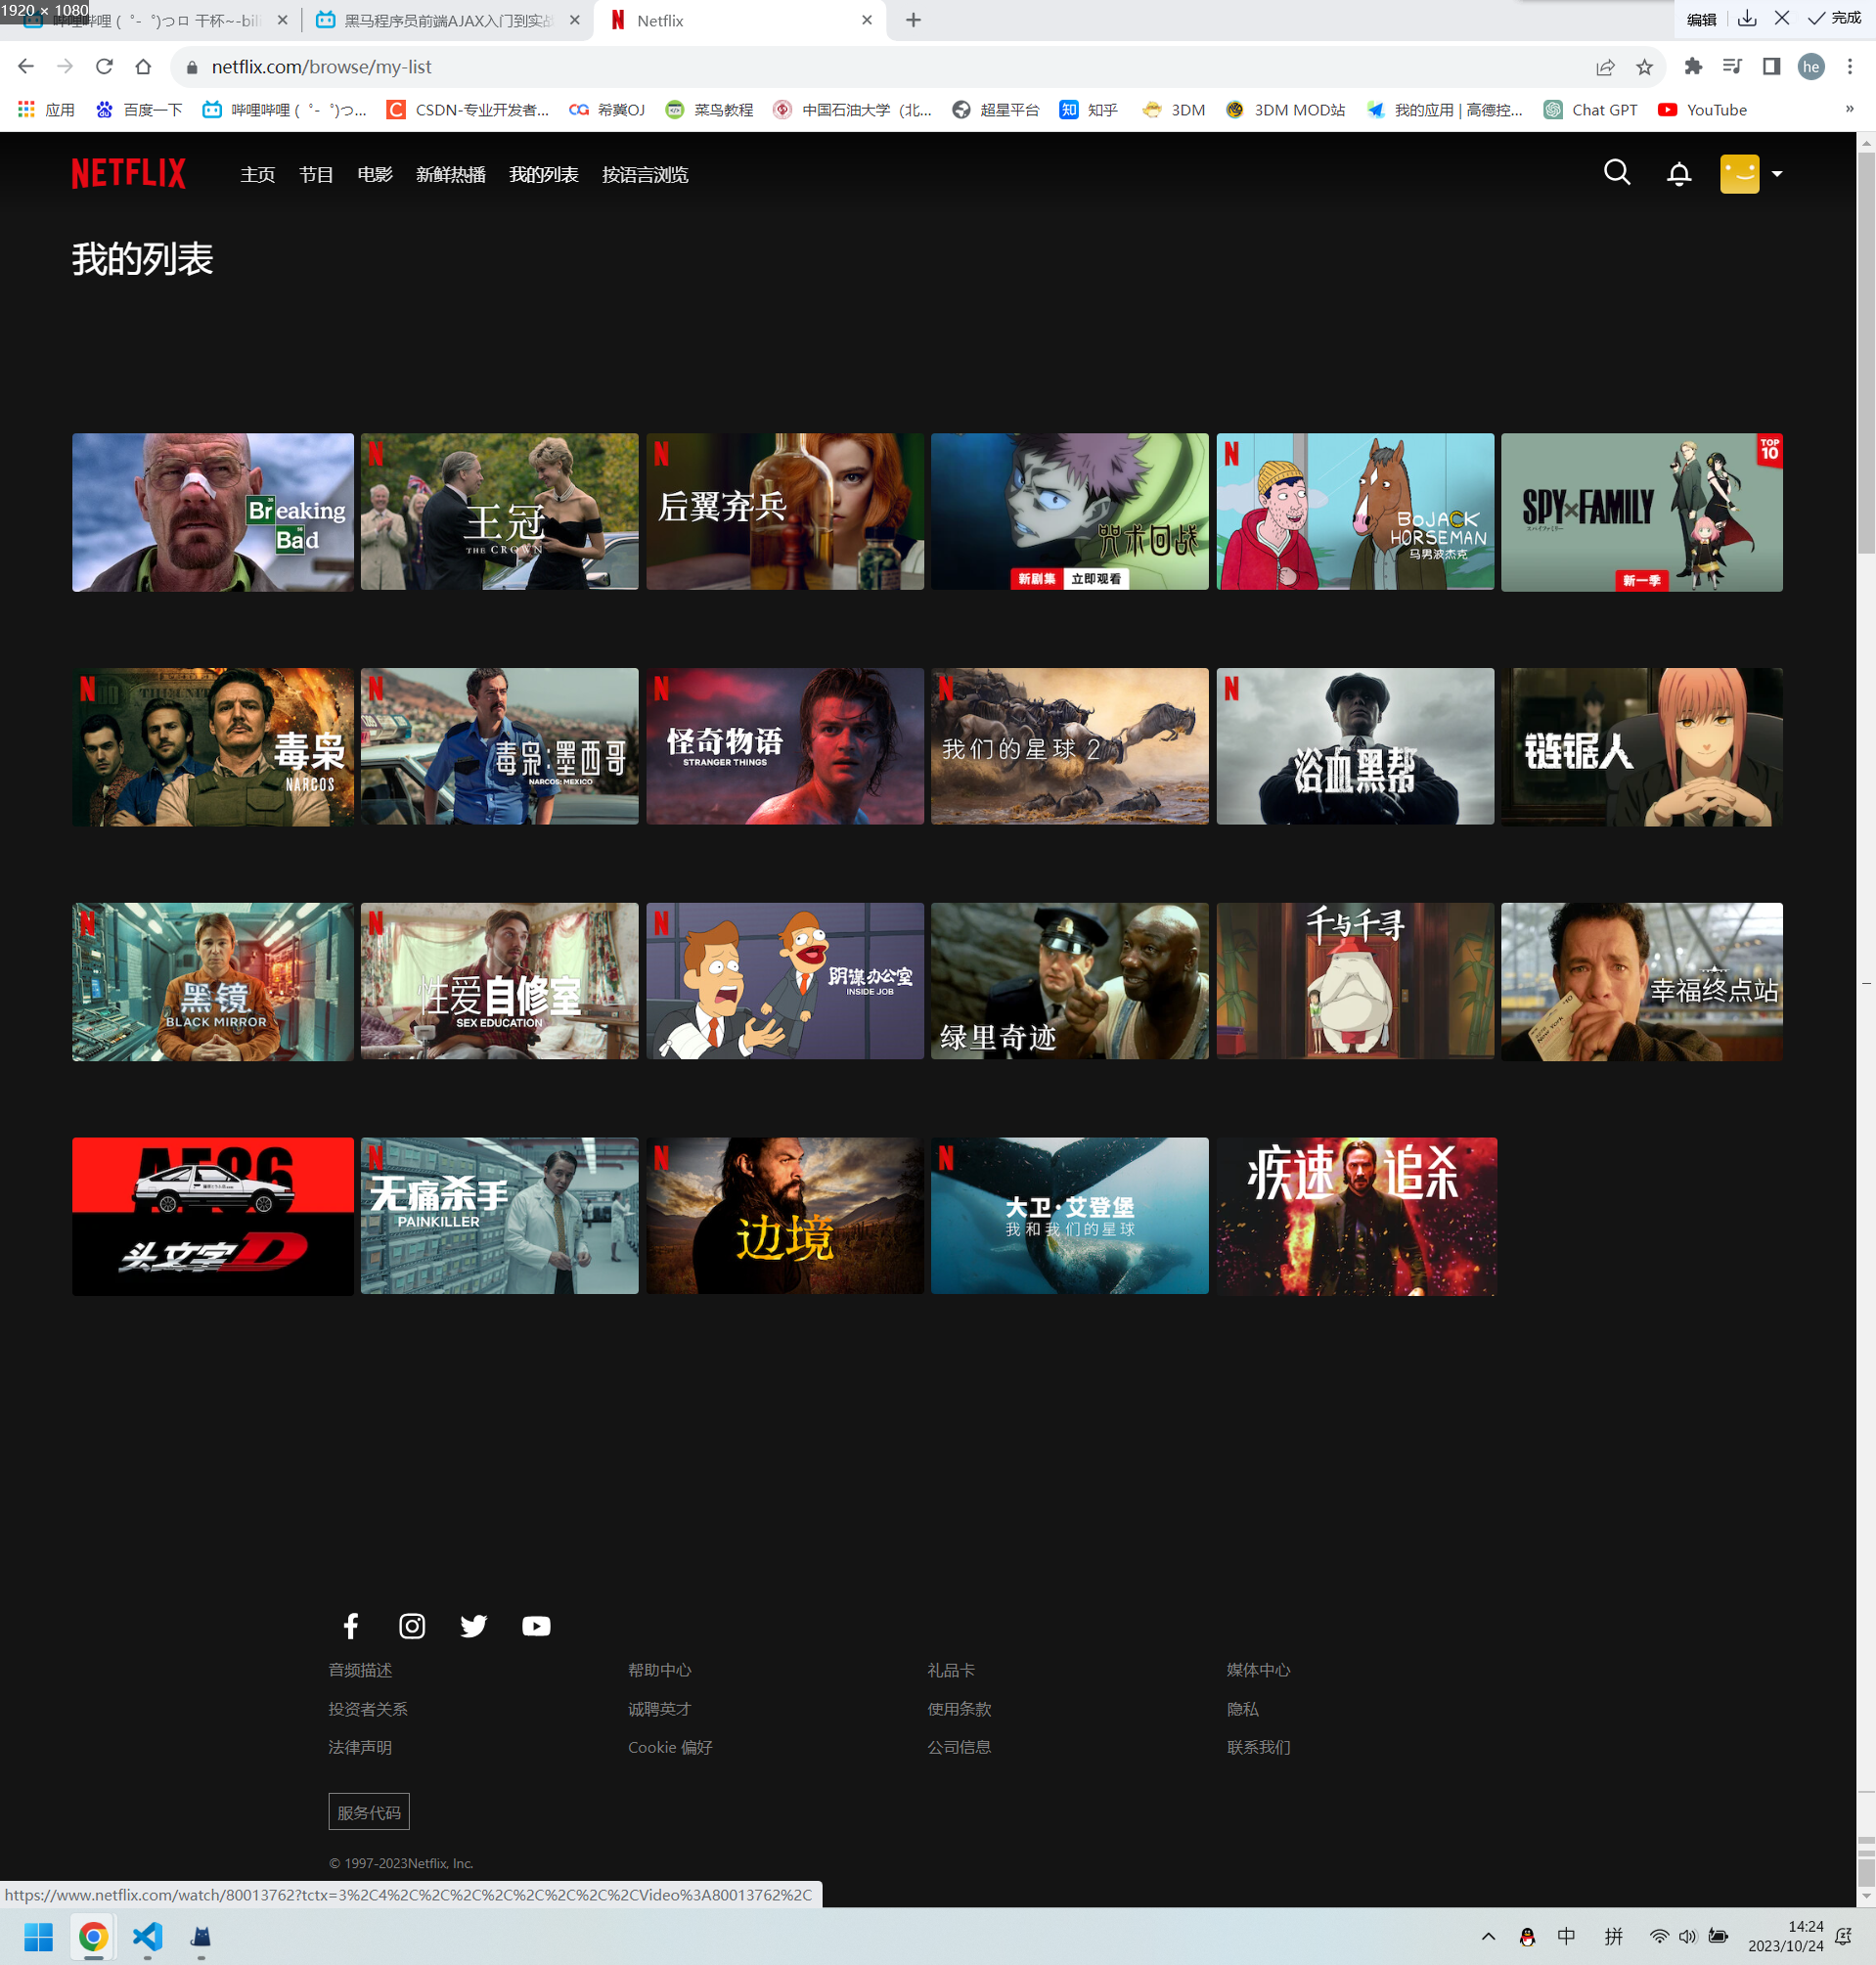 1920 × 1080
哔哩哔哩 (゜-゜)つロ 干杯~-bili
黑马程序员前端AJAX入门到实战
Netflix
编辑
完成
netflix.com/browse/my-list
he
应用
百度一下
哔哩哔哩 (゜-゜)つ...
CSDN-专业开发者...
希冀OJ
菜鸟教程
中国石油大学（北...
超星平台
知 知乎
3DM
3DM MOD站
我的应用 | 高德控...
Chat GPT
YouTube
»
NETFLIX
主页 节目 电影 新鲜热播 我的列表 按语言浏览
我的列表
Breaking
Bad
王冠
THE CROWN
后翼弃兵
咒术回战
新剧集 立即观看
BOJACK
HORSEMAN
马男波杰克
TOP
10
SPY×FAMILY
スパイファミリー
新一季
毒枭
NARCOS
毒枭:墨西哥
NARCOS: MEXICO
怪奇物语
STRANGER THINGS
我们的星球 2
浴血黑帮
链锯人
黑镜
BLACK MIRROR
性爱自修室
SEX EDUCATION
阴谋办公室
INSIDE JOB
绿里奇迹
千与千寻
幸福终点站
AE86
头文字D
无痛杀手
PAINKILLER
边境
大卫·艾登堡
我和我们的星球
疾速追杀
音频描述 帮助中心 礼品卡 媒体中心
投资者关系 诚聘英才 使用条款 隐私
法律声明 Cookie 偏好 公司信息 联系我们
服务代码
© 1997-2023Netflix, Inc.
https://www.netflix.com/watch/80013762?tctx=3%2C4%2C%2C%2C%2C%2C%2C%2C%2CVideo%3A80013762%2C
中
拼
14:24
2023/10/24